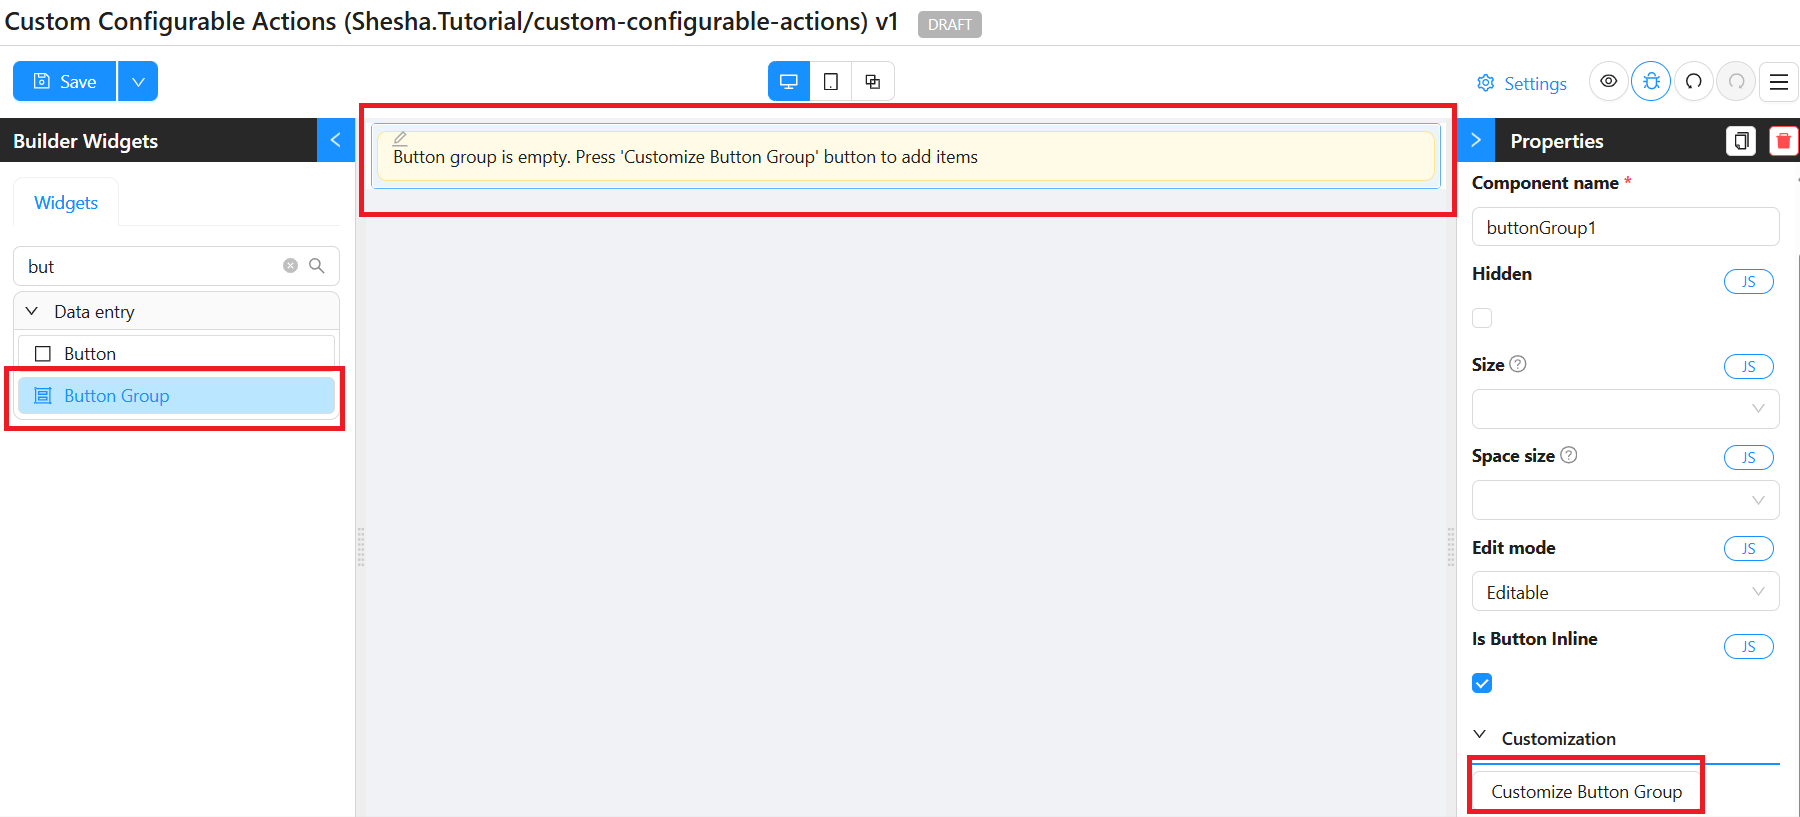 Custom Configurable Actions (Shesha.Tutorial/custom-configurable-actions) v1 DRAFT
Save
Settings
Builder Widgets
Widgets
but
Data entry
Button
Button Group
Button group is empty. Press 'Customize Button Group' button to add items
Properties
Component name *
buttonGroup1
Hidden JS
Size JS
Space size JS
Edit mode JS
Editable
Is Button Inline JS
Customization
Customize Button Group